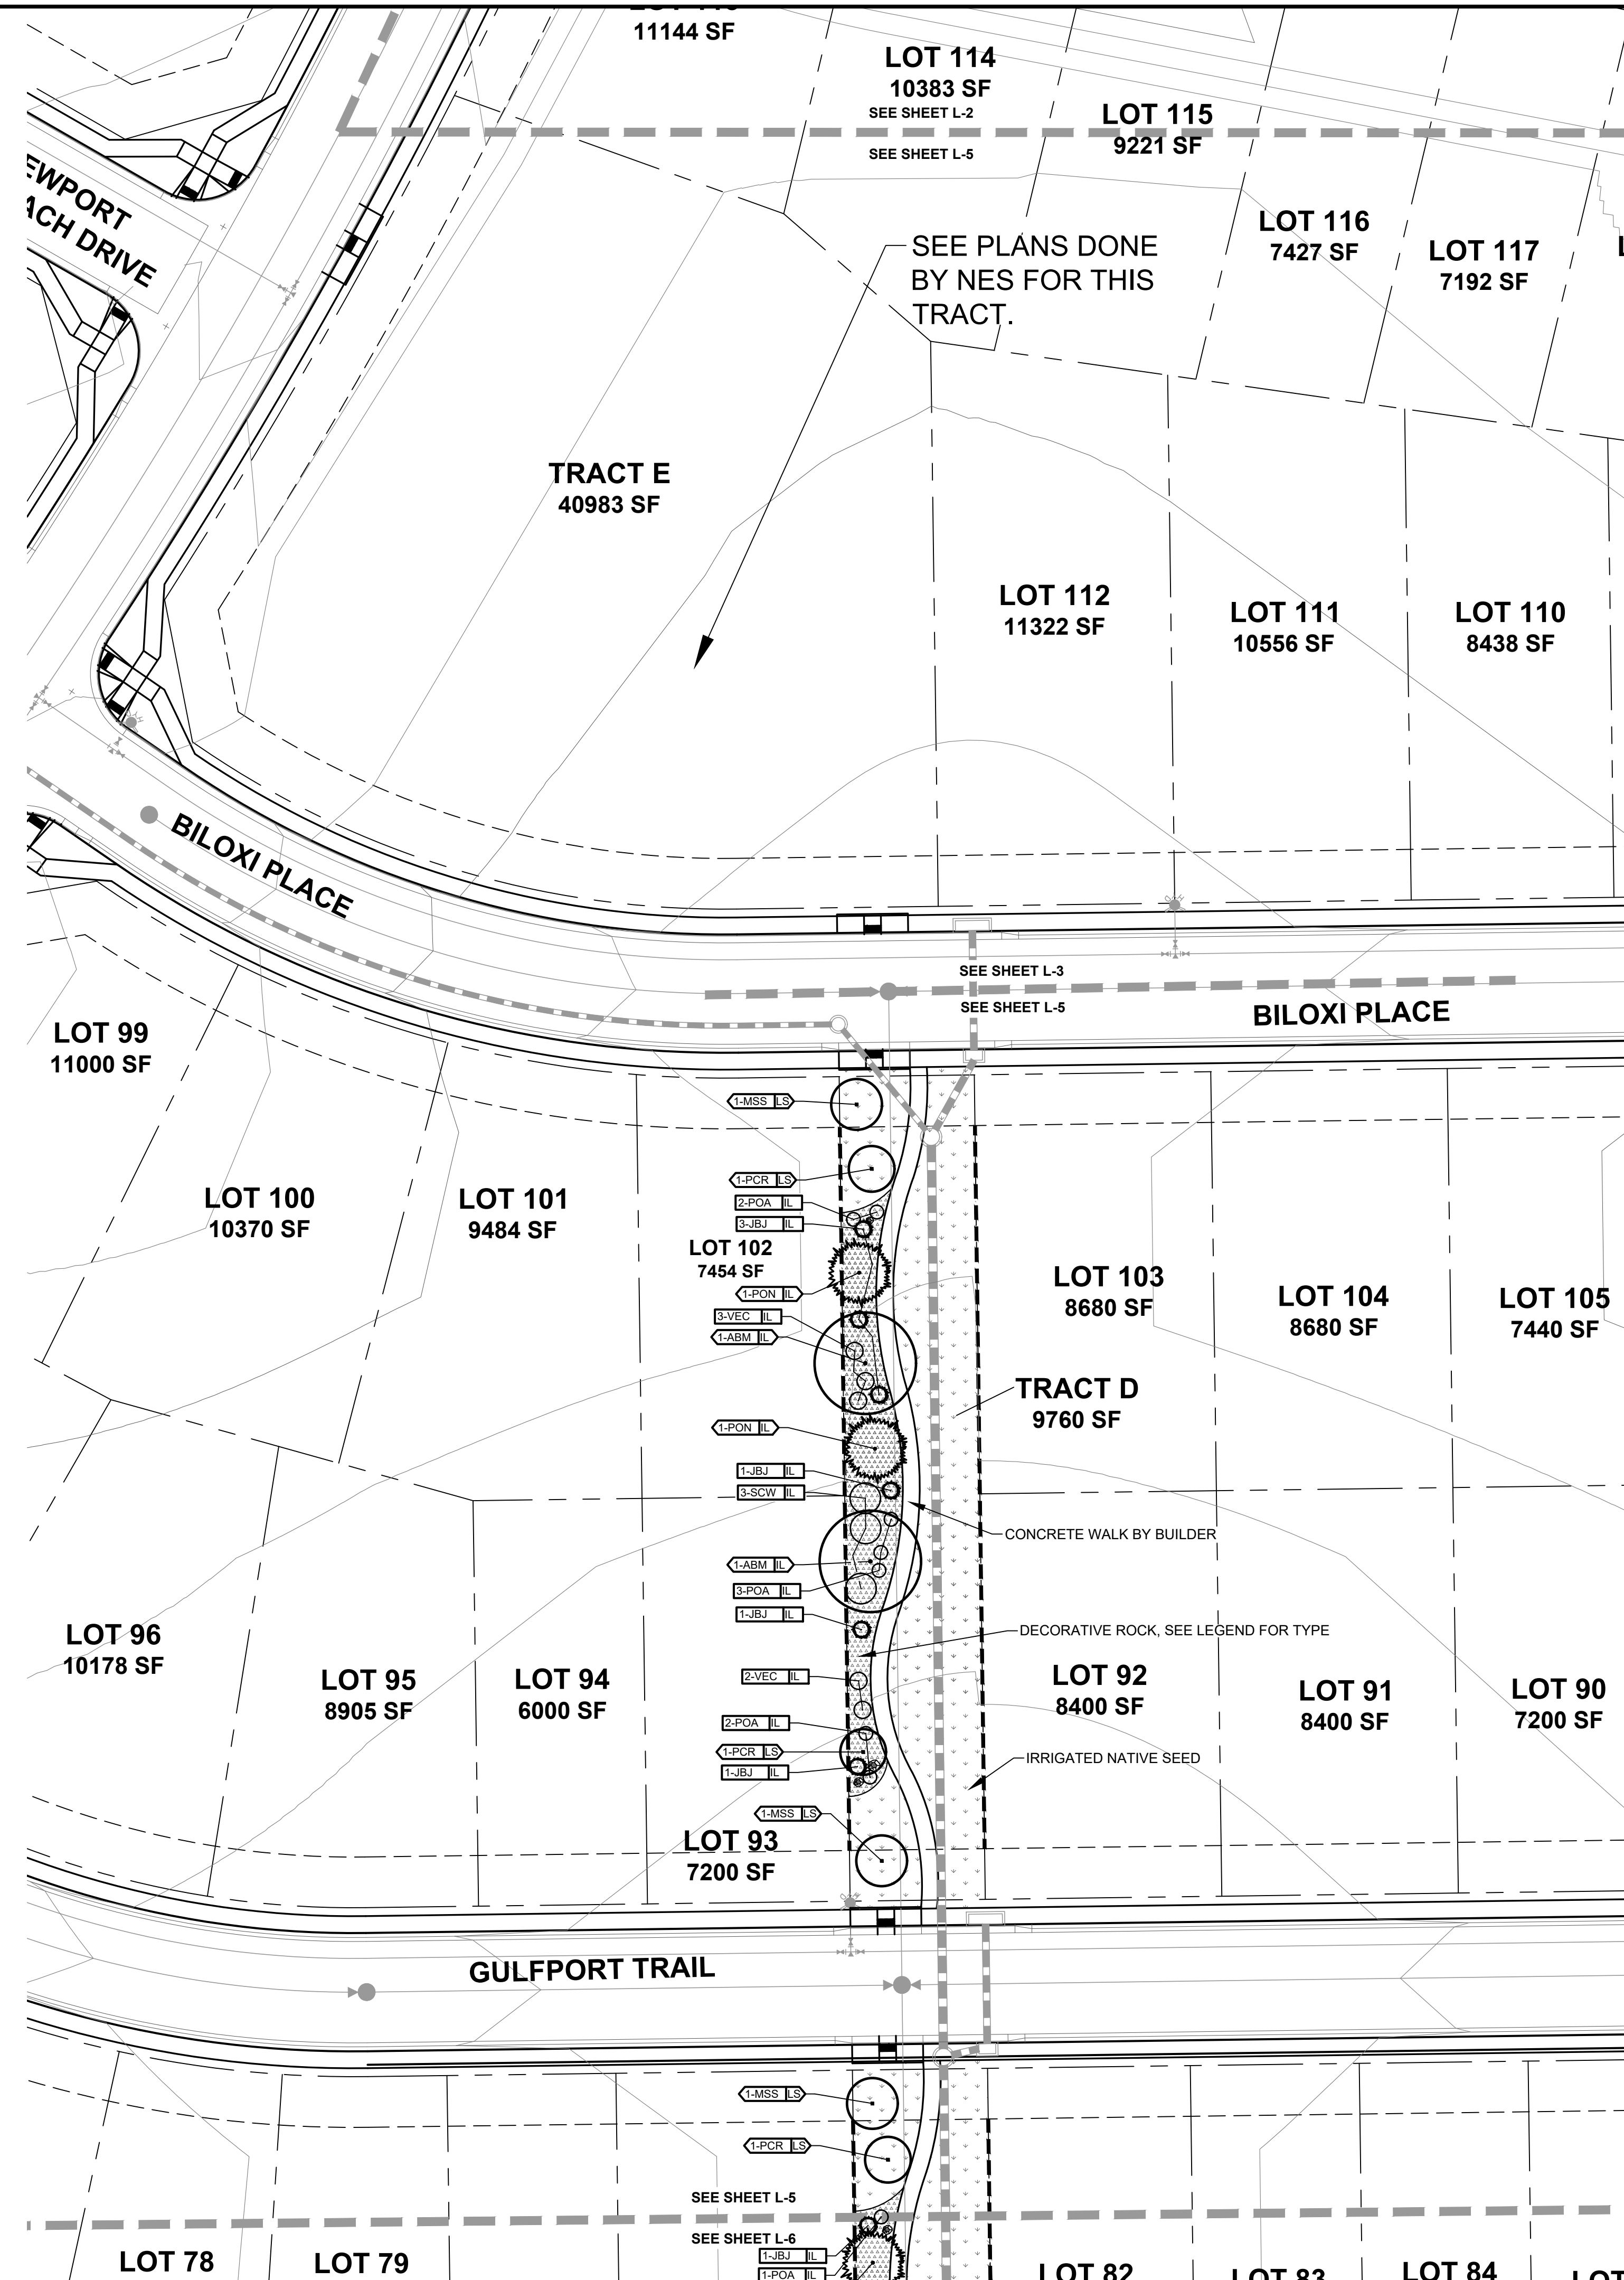 11144 SF
LOT 114
10383 SF
SEE SHEET L-2
SEE SHEET L-5
LOT 115
9221 SF
EWPORT
ACH DRIVE
LOT 116
7427 SF
LOT 117
7192 SF
SEE PLANS DONE
BY NES FOR THIS
TRACT.
TRACT E
40983 SF
LOT 112
11322 SF
LOT 111
10556 SF
LOT 110
8438 SF
BILOXI PLACE
SEE SHEET L-3
SEE SHEET L-5
BILOXI PLACE
LOT 99
11000 SF
1-MSS LS
1-PCR LS
2-POA IL
3-JBJ IL
LOT 100
10370 SF
LOT 101
9484 SF
LOT 102
7454 SF
1-PON IL
3-VEC IL
1-ABM IL
LOT 103
8680 SF
LOT 104
8680 SF
LOT 105
7440 SF
TRACT D
9760 SF
1-PON IL
1-JBJ IL
3-SCW IL
CONCRETE WALK BY BUILDER
1-ABM IL
3-POA IL
1-JBJ IL
DECORATIVE ROCK, SEE LEGEND FOR TYPE
LOT 96
10178 SF
LOT 95
8905 SF
LOT 94
6000 SF
2-VEC IL
LOT 92
8400 SF
LOT 91
8400 SF
LOT 90
7200 SF
2-POA IL
1-PCR LS
1-JBJ IL
IRRIGATED NATIVE SEED
1-MSS LS
LOT 93
7200 SF
GULFPORT TRAIL
1-MSS LS
1-PCR LS
SEE SHEET L-5
SEE SHEET L-6
1-JBJ IL
1-POA IL
LOT 78
LOT 79
LOT 82
LOT 83
LOT 84